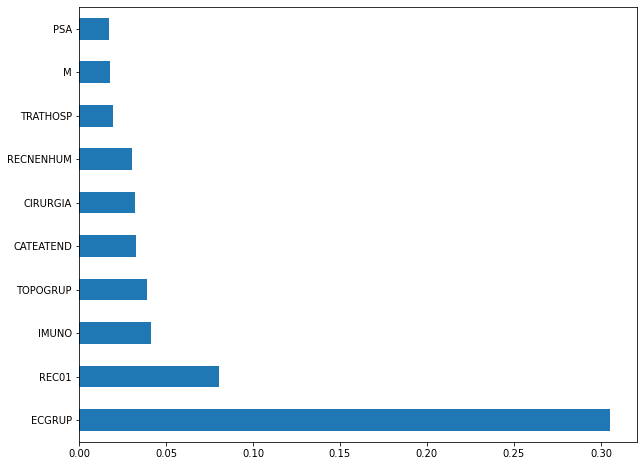 PSA
M
TRATHOSP
RECNENHUM
CIRURGIA
CATEATEND
TOPOGRUP
IMUNO
REC01
ECGRUP
0.00 0.05 0.10 0.15 0.20 0.25 0.30